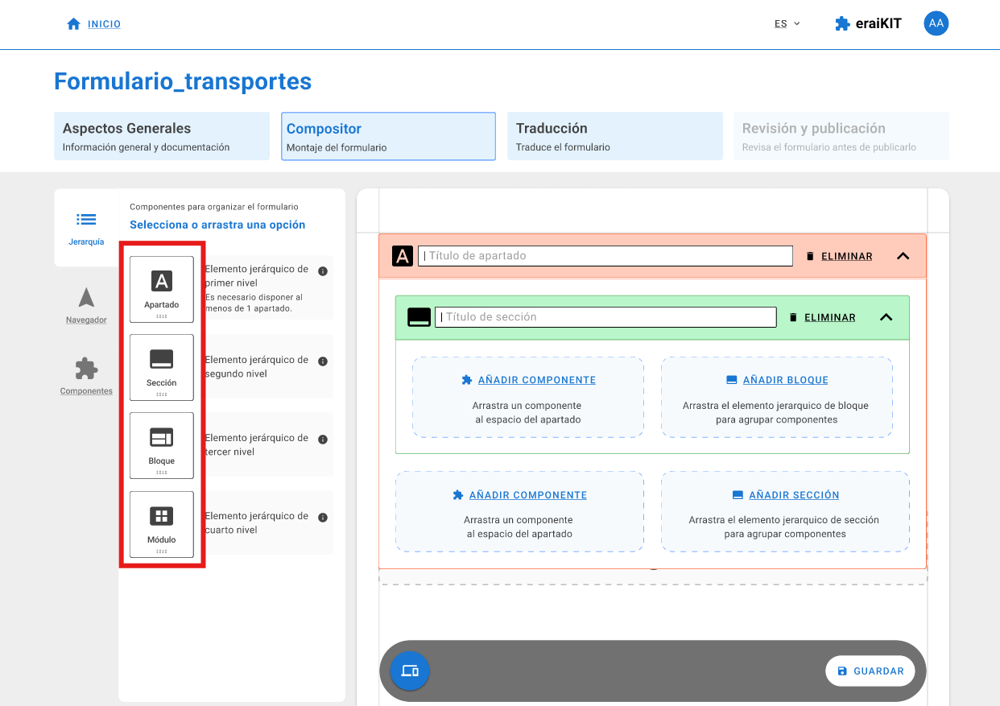 INICIO
ES
eraiKIT
AA
Formulario_transportes
Aspectos Generales
Información general y documentación
Compositor
Montaje del formulario
Traducción
Traduce el formulario
Revisión y publicación
Revisa el formulario antes de publicarlo
Jerarquía
Navegador
Componentes
Componentes para organizar el formulario
Selecciona o arrastra una opción
A
Apartado
Elemento jerárquico de
primer nivel
Es necesario disponer al
menos de 1 apartado.
Sección
Elemento jerárquico de
segundo nivel
Bloque
Elemento jerárquico de
tercer nivel
Módulo
Elemento jerárquico de
cuarto nivel
A
| Título de apartado
ELIMINAR
| Título de sección
ELIMINAR
AÑADIR COMPONENTE
Arrastra un componente
al espacio del apartado
AÑADIR BLOQUE
Arrastra el elemento jerarquico de bloque
para agrupar componentes
AÑADIR COMPONENTE
Arrastra un componente
al espacio del apartado
AÑADIR SECCIÓN
Arrastra el elemento jerarquico de sección
para agrupar componentes
GUARDAR